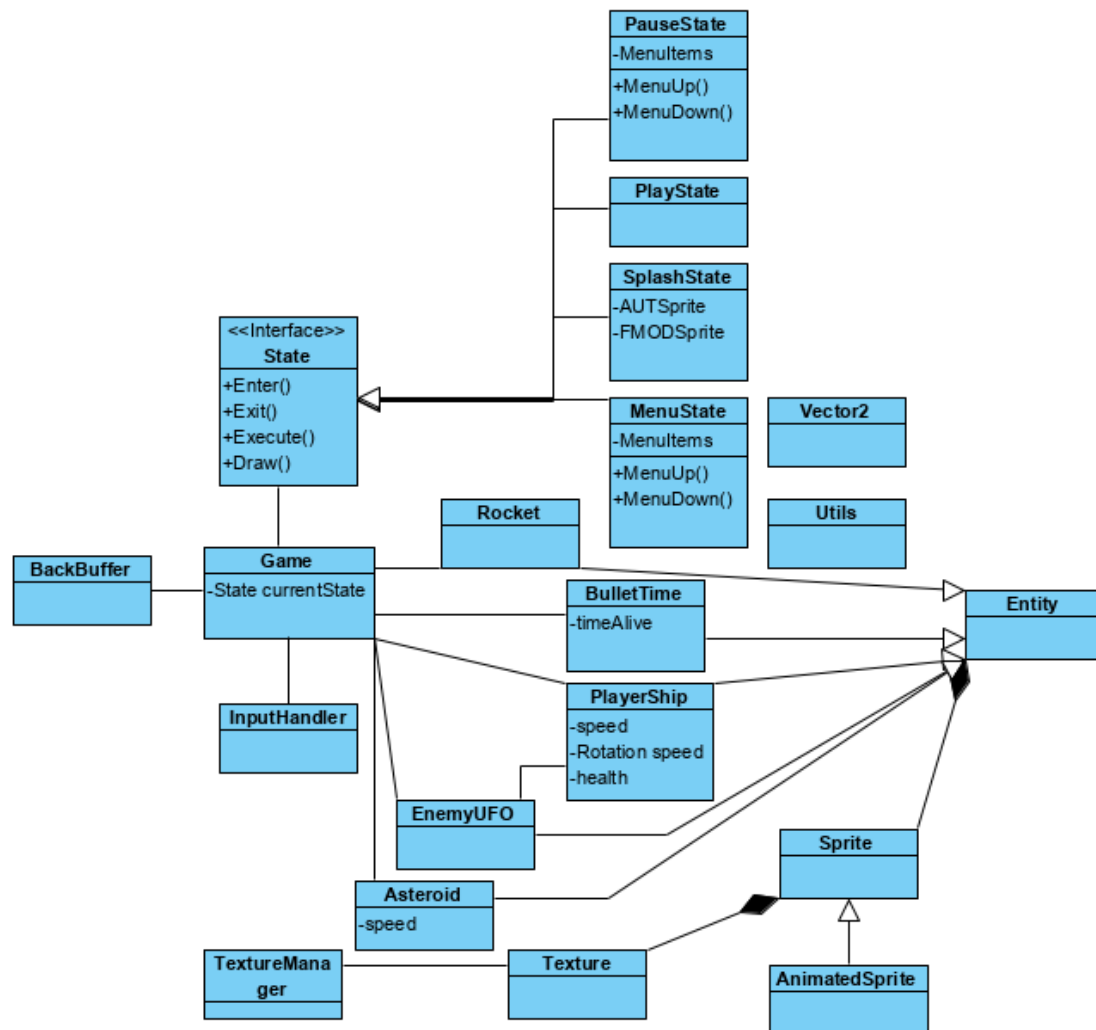 PauseState
-MenuItems
+MenuUp()
+MenuDown()
PlayState
SplashState
-AUTSprite
-FMODSprite
<<Interface>>
State
+Enter()
+Exit()
+Execute()
+Draw()
MenuState
-MenuItems
+MenuUp()
+MenuDown()
Vector2
Rocket
Utils
BackBuffer
Game
-State currentState
BulletTime
-timeAlive
Entity
InputHandler
PlayerShip
-speed
-Rotation speed
-health
EnemyUFO
Sprite
Asteroid
-speed
TextureMana
ger
Texture
AnimatedSprite